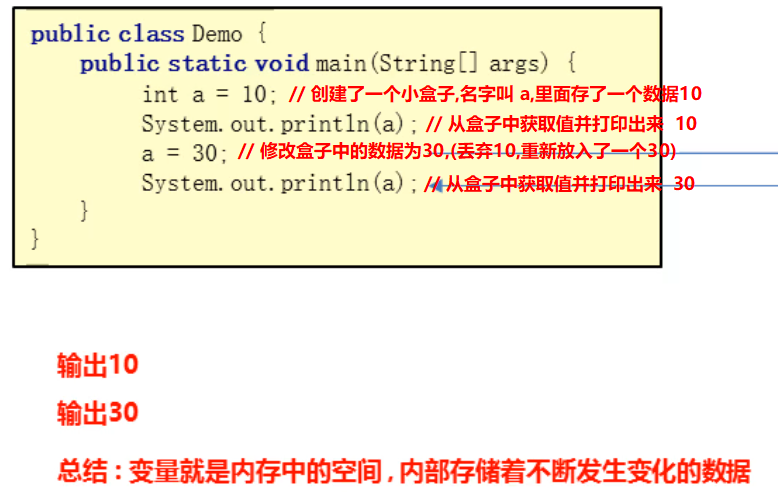 public class Demo {
public static void main(String[] args) {
int a = 10; // 创建了一个小盒子,名字叫 a,里面存了一个数据10
System.out.println(a); // 从盒子中获取值并打印出来 10
a = 30; // 修改盒子中的数据为30,(丢弃10,重新放入了一个30)
System.out.println(a); // 从盒子中获取值并打印出来 30
}
}
输出10
输出30
总结 : 变量就是内存中的空间 , 内部存储着不断发生变化的数据